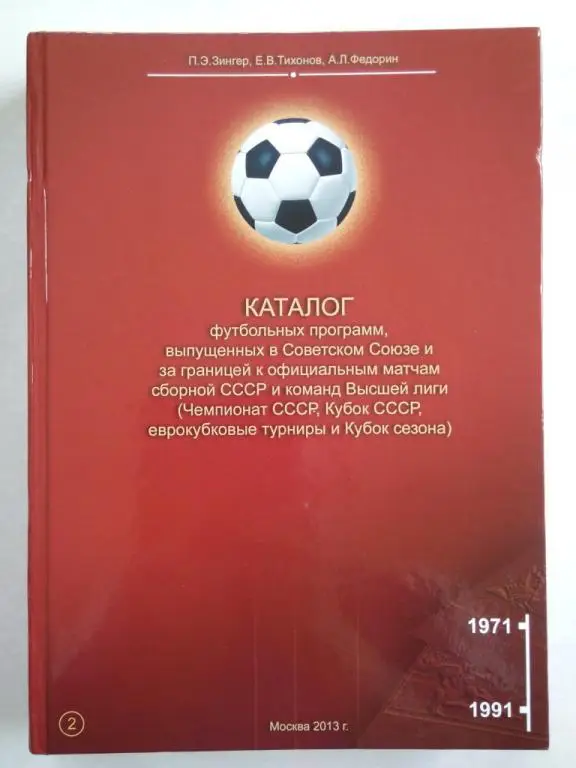 П.Э.Зингер, Е.В.Тихонов, А.Л.Федорин
КАТАЛОГ
футбольных программ,
выпущенных в Советском Союзе и
за границей к официальным матчам
сборной СССР и команд Высшей лиги
(Чемпионат СССР, Кубок СССР,
еврокубковые турниры и Кубок сезона)
1971
1991
2
Москва 2013 г.